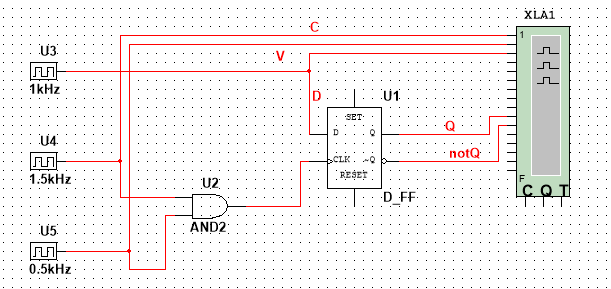 XLA1
C
1
U3
V
1kHz
D
U1
SET
D Q
Q
U4
CLK ~Q
notQ
1.5kHz
RESET
U2
F
C Q T
D_FF
AND2
U5
0.5kHz